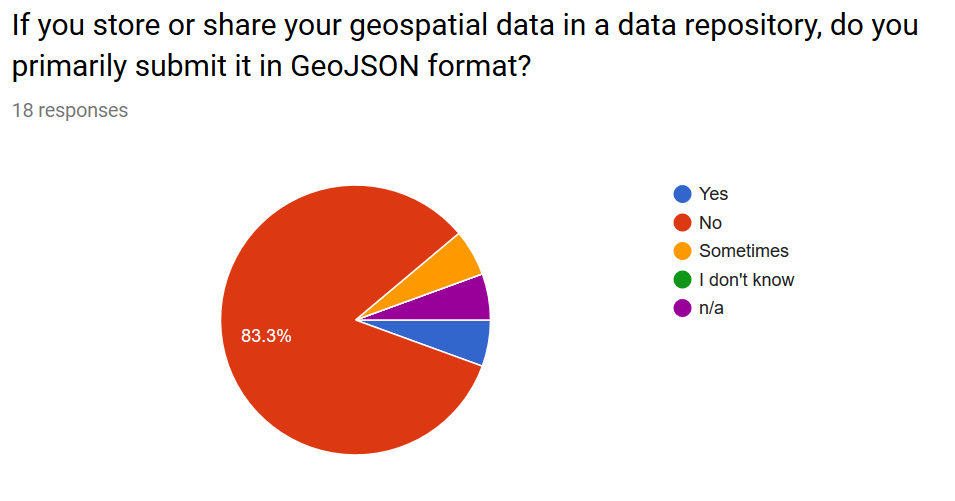 If you store or share your geospatial data in a data repository, do you
primarily submit it in GeoJSON format?
18 responses
83.3%
Yes
No
Sometimes
I don't know
n/a